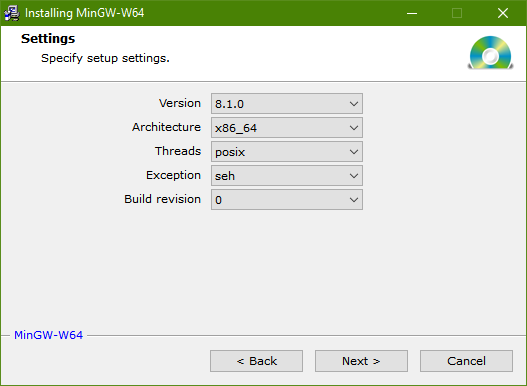 Installing MinGW-W64
Settings
Specify setup settings.
Version 8.1.0
Architecture x86_64
Threads posix
Exception seh
Build revision 0
MinGW-W64
< Back Next > Cancel